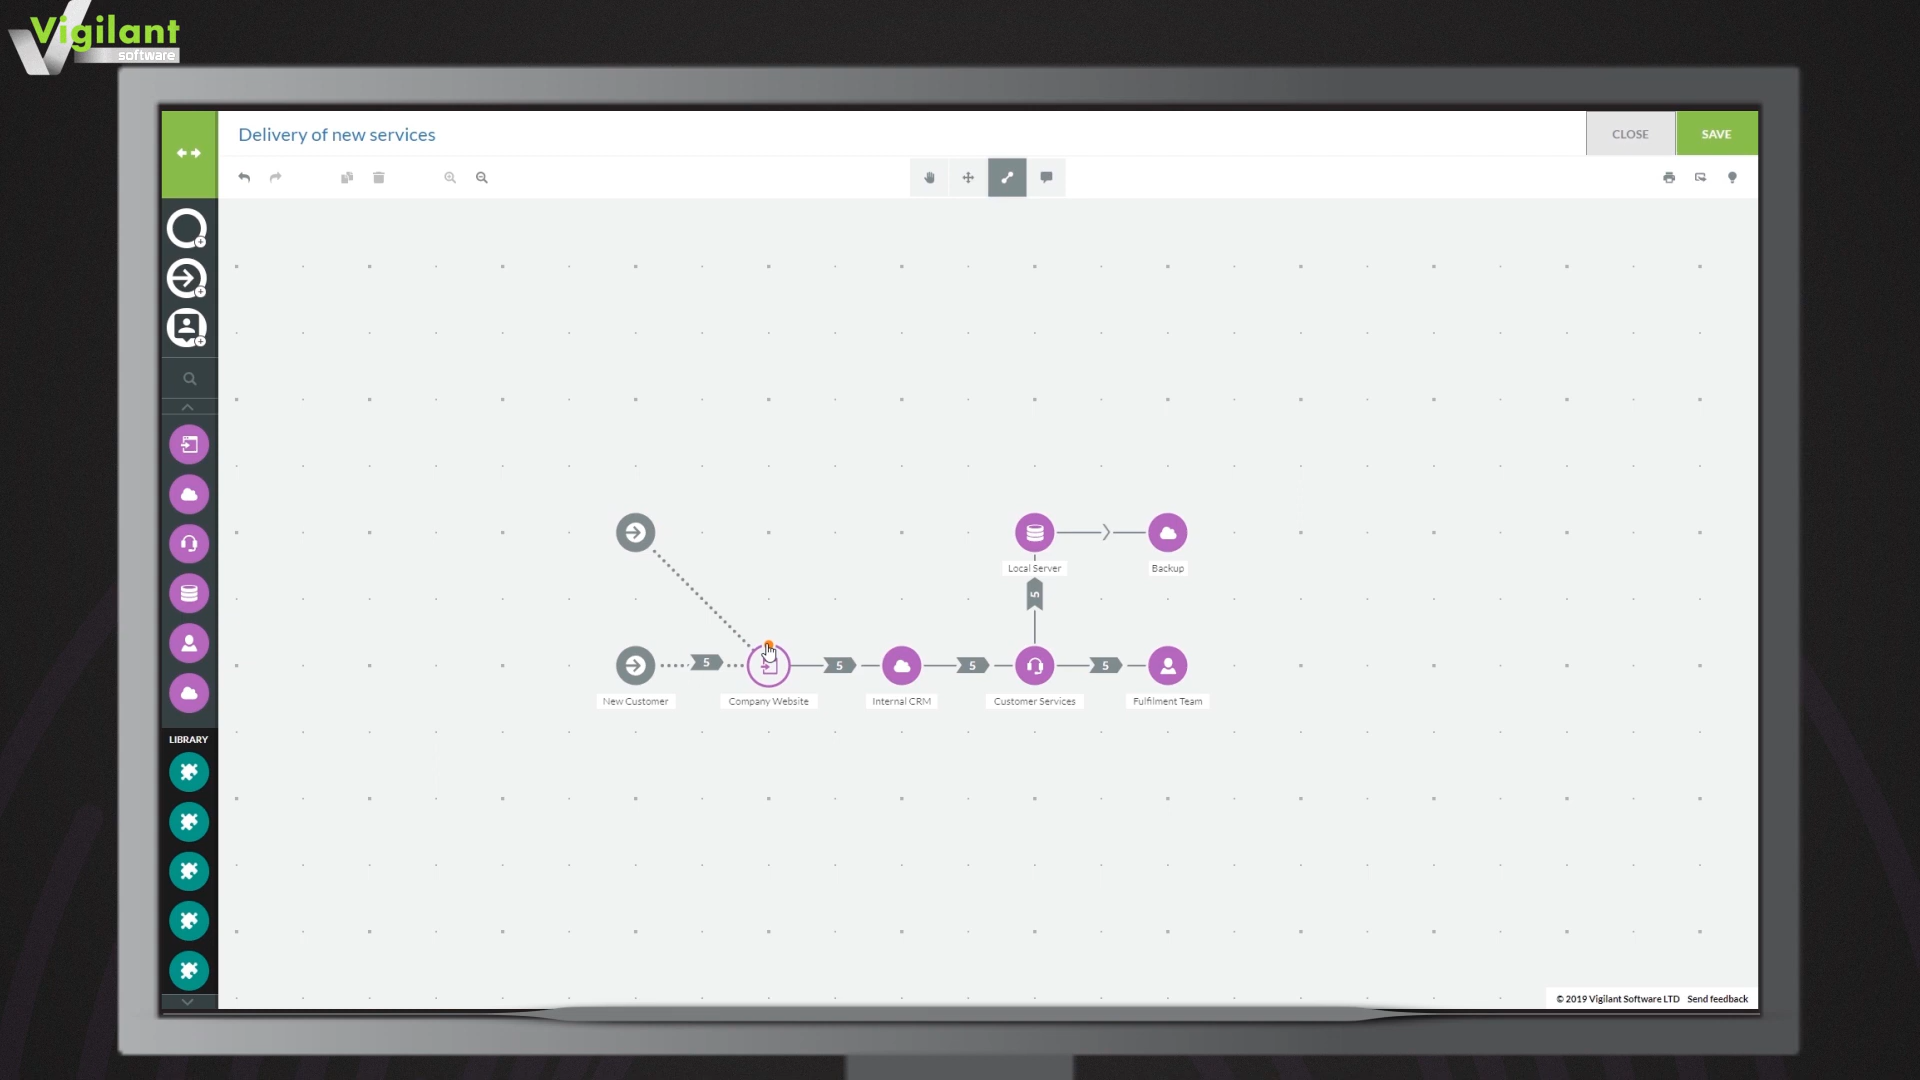 Vigilant
software
Delivery of new services
CLOSE
SAVE
LIBRARY
Local Server
Backup
5
5
5
5
5
New Customer
Company Website
Internal CRM
Customer Services
Fulfilment Team
© 2019 Vigilant Software LTD Send feedback